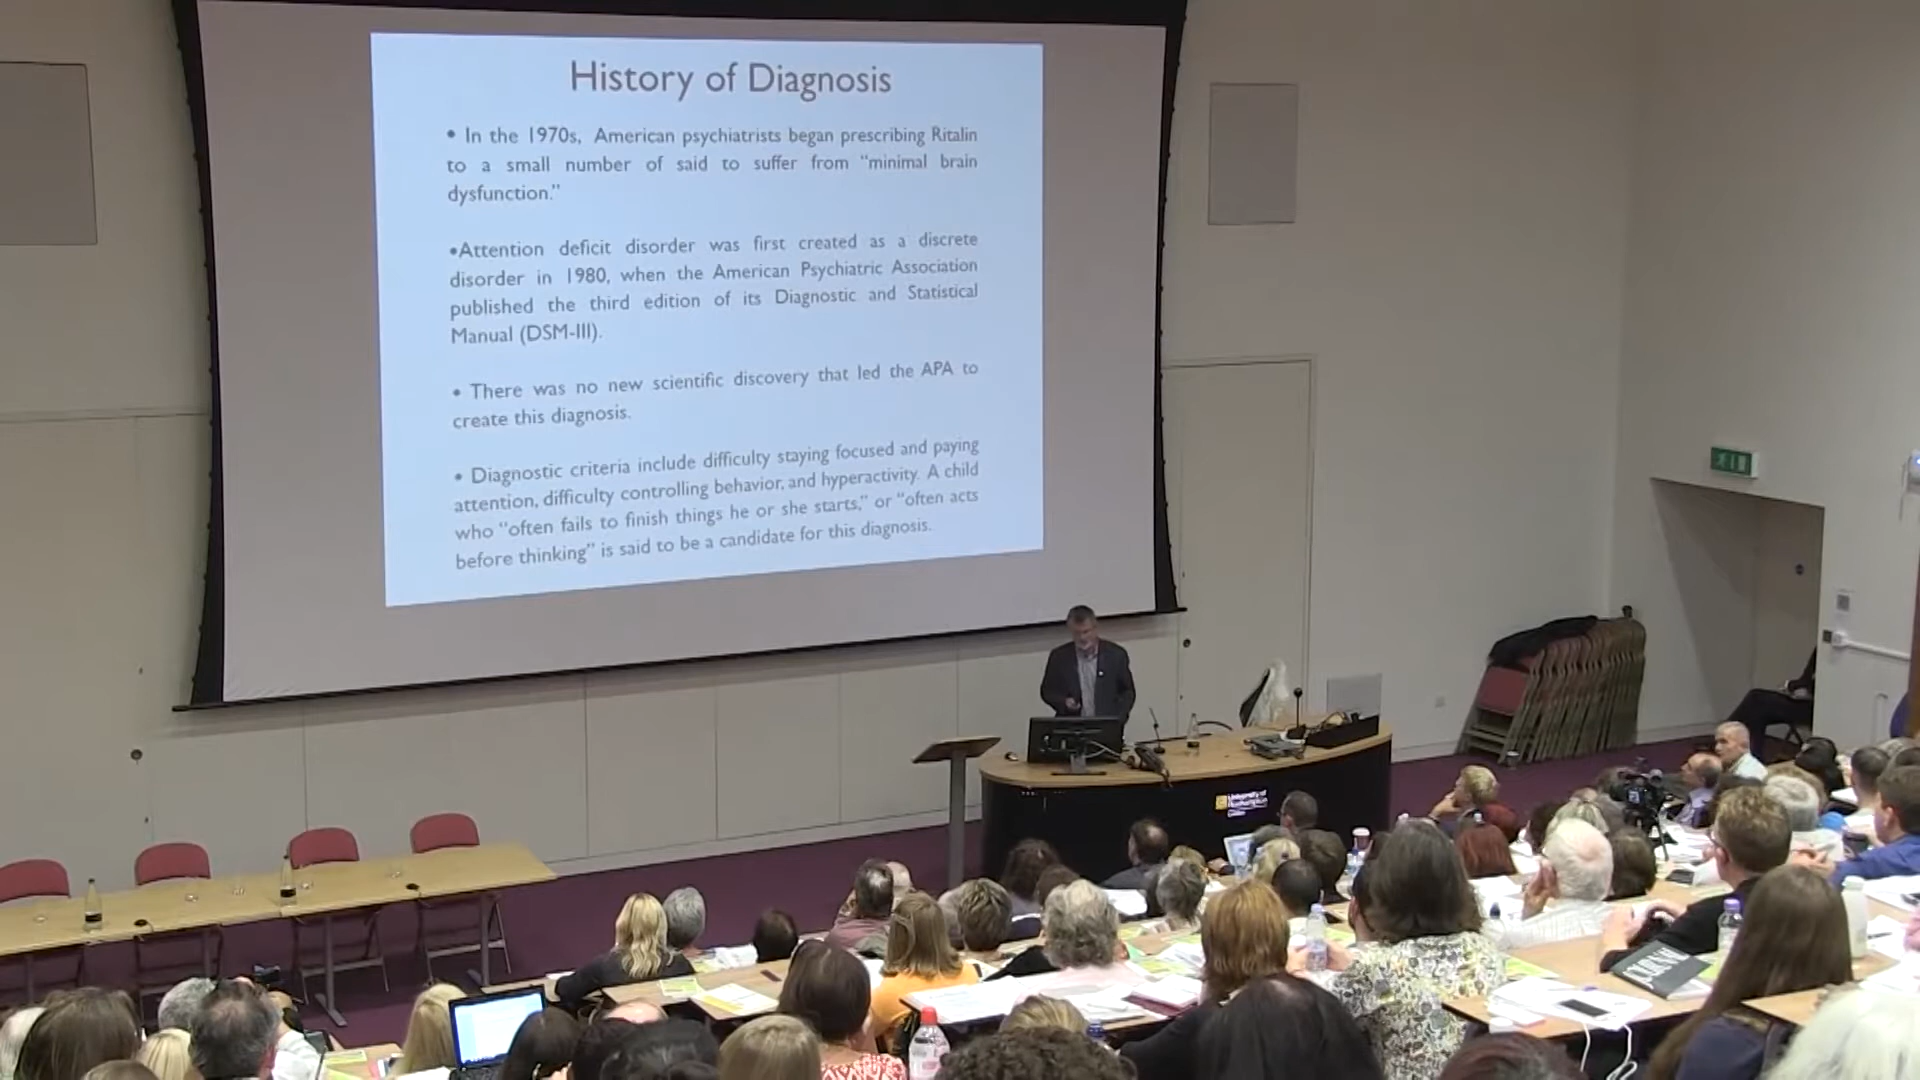 History of Diagnosis
• In the 1970s, American psychiatrists began prescribing Ritalin
to a small number of said to suffer from “minimal brain
dysfunction.”
•Attention deficit disorder was first created as a discrete
disorder in 1980, when the American Psychiatric Association
published the third edition of its Diagnostic and Statistical
Manual (DSM-III).
• There was no new scientific discovery that led the APA to
create this diagnosis.
• Diagnostic criteria include difficulty staying focused and paying
attention, difficulty controlling behavior, and hyperactivity. A child
who “often fails to finish things he or she starts,” or “often acts
before thinking” is said to be a candidate for this diagnosis.
University of